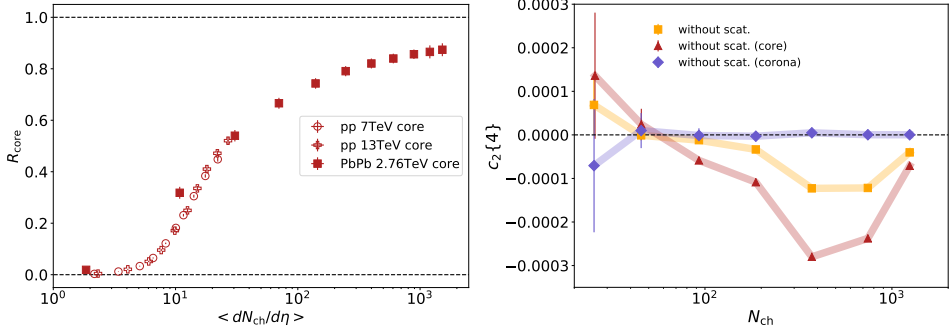 1.0
0.8
0.6
0.4
0.2
0.0
R_core
pp 7TeV core
pp 13TeV core
PbPb 2.76TeV core
10^0
10^1
10^2
10^3
< dN_ch/dη >
0.0003
0.0002
0.0001
0.0000
−0.0001
−0.0002
−0.0003
c_2{4}
without scat.
without scat. (core)
without scat. (corona)
10^2
10^3
N_ch